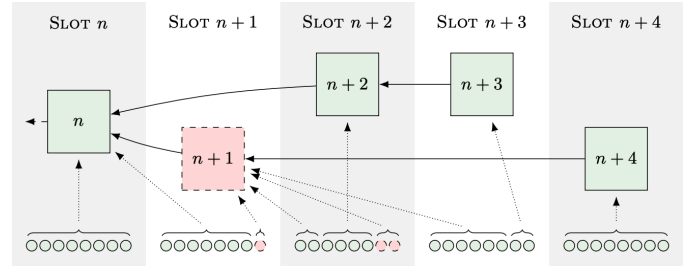 SLOT n
SLOT n + 1
SLOT n + 2
SLOT n + 3
SLOT n + 4
n + 2
n + 3
n
n + 1
n + 4